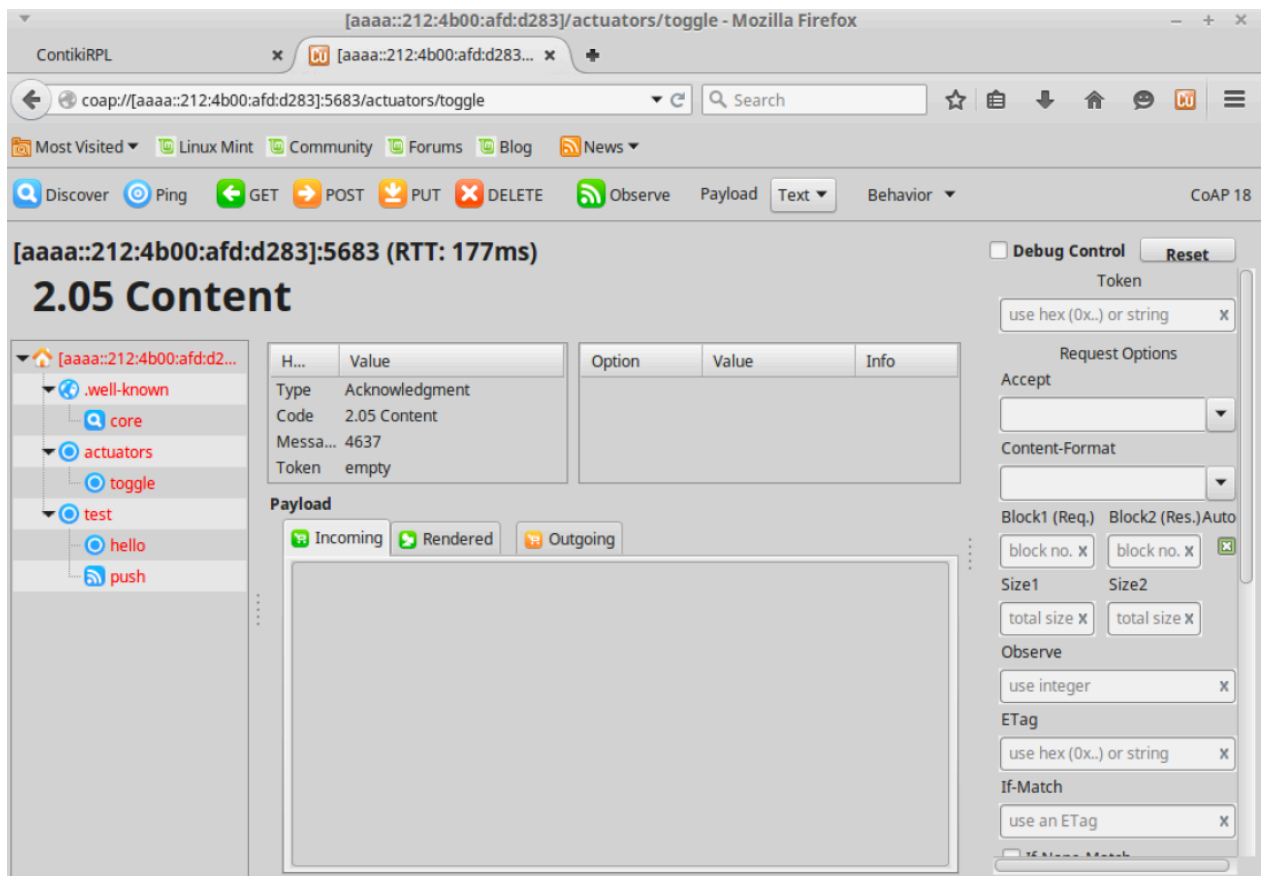 [aaaa::212:4b00:afd:d283]/actuators/toggle - Mozilla Firefox
ContikiRPL
[aaaa::212:4b00:afd:d283...
coap://[aaaa::212:4b00:afd:d283]:5683/actuators/toggle
Search
Most Visited Linux Mint Community Forums Blog News
Discover Ping GET POST PUT DELETE Observe Payload Text Behavior CoAP 18
[aaaa::212:4b00:afd:d283]:5683 (RTT: 177ms)
2.05 Content
[aaaa::212:4b00:afd:d2...
.well-known
core
actuators
toggle
test
hello
push
H... Value
Type Acknowledgment
Code 2.05 Content
Messa... 4637
Token empty
Option Value Info
Payload
Incoming Rendered Outgoing
Debug Control Reset
Token
use hex (0x..) or string x
Request Options
Accept
Content-Format
Block1 (Req.) Block2 (Res.) Auto
block no. x block no. x
Size1 Size2
total size x total size x
Observe
use integer x
ETag
use hex (0x..) or string x
If-Match
use an ETag x
If-None-Match